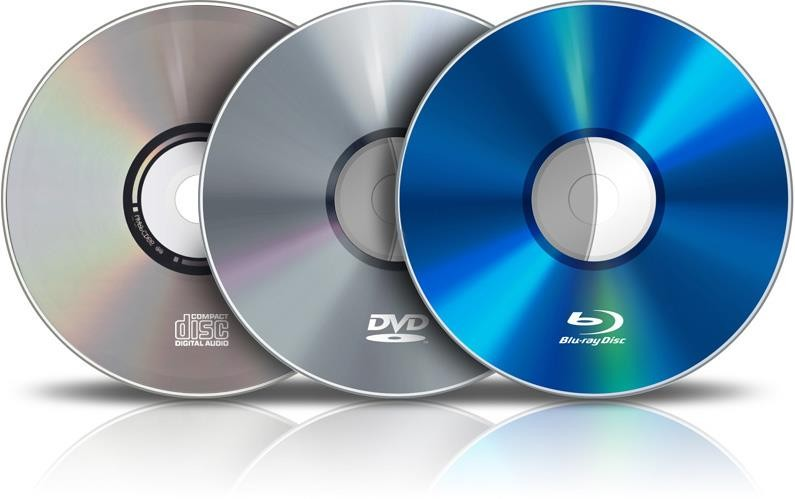 COMPACT
disc
DIGITAL AUDIO
DVD
Blu-ray Disc